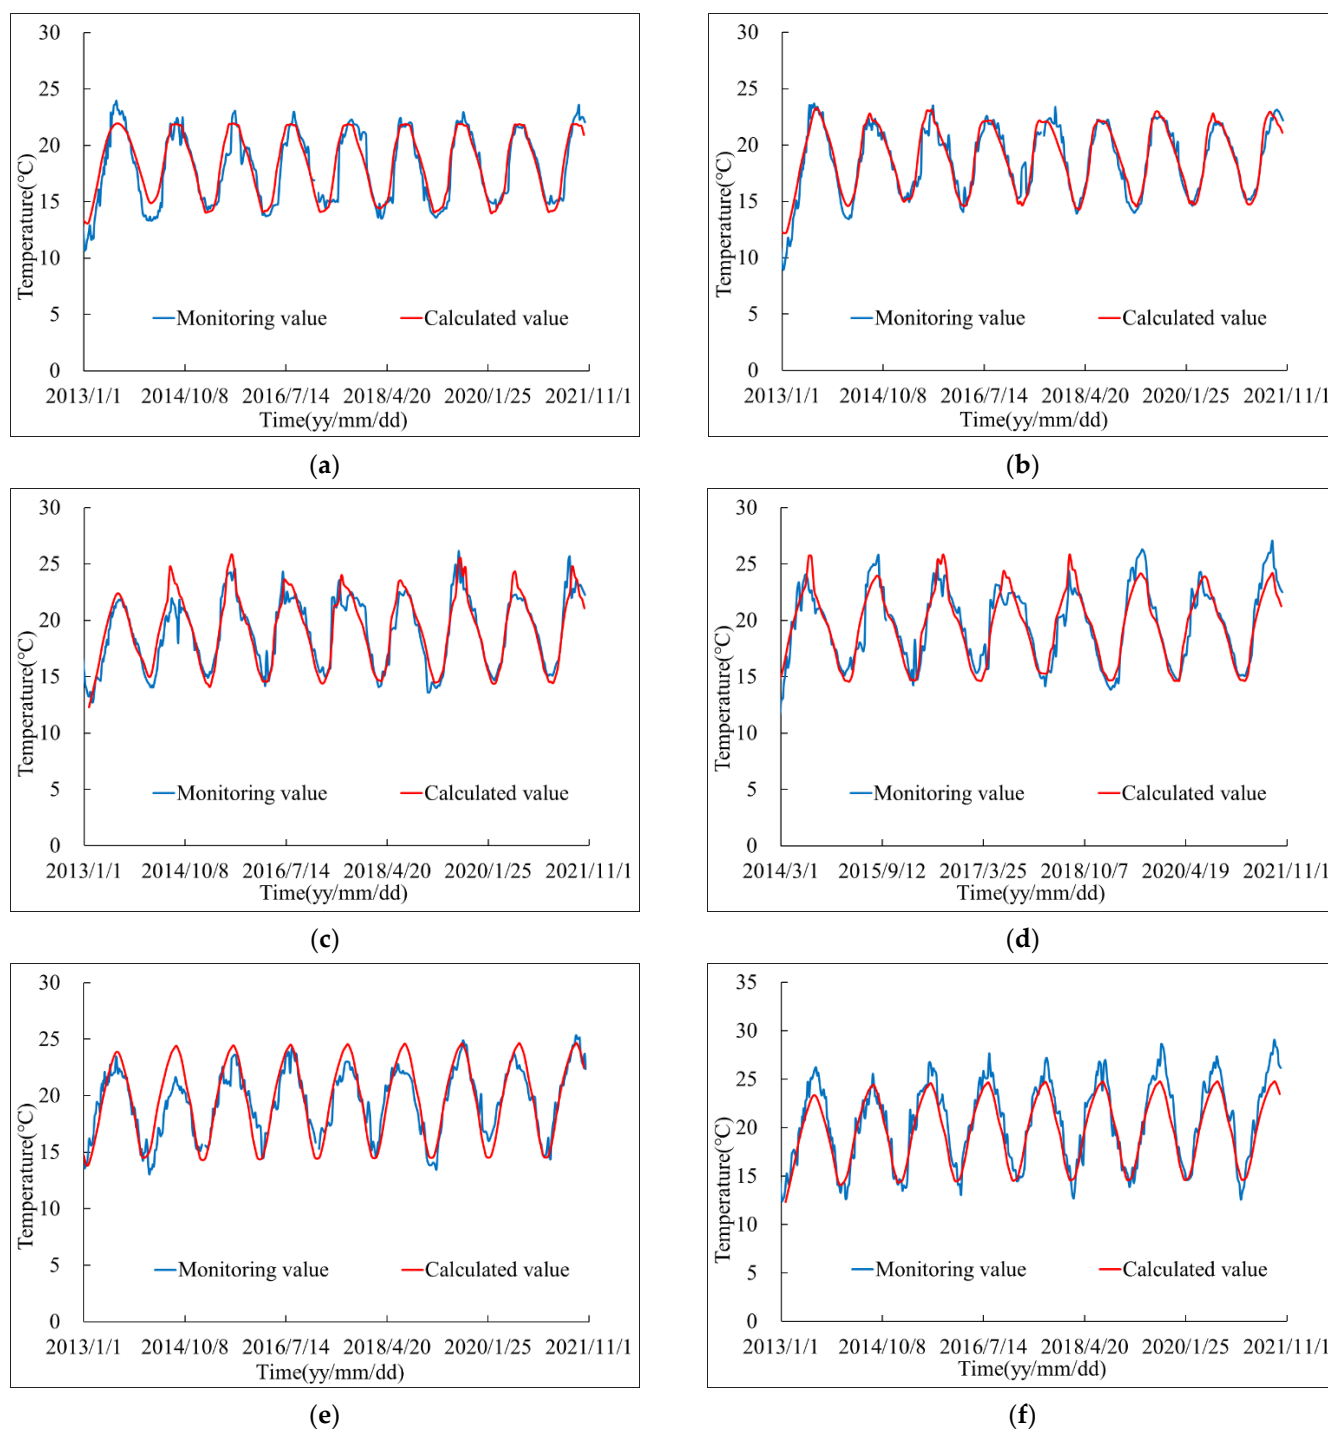 30
25
20
15
10
5
0
Temperature(℃)
Monitoring value
Calculated value
2013/1/1 2014/10/8 2016/7/14 2018/4/20 2020/1/25 2021/11/1
Time(yy/mm/dd)
(a)
30
25
20
15
10
5
0
Temperature(℃)
Monitoring value
Calculated value
2013/1/1 2014/10/8 2016/7/14 2018/4/20 2020/1/25 2021/11/1
Time(yy/mm/dd)
(b)
30
25
20
15
10
5
0
Temperature(℃)
Monitoring value
Calculated value
2013/1/1 2014/10/8 2016/7/14 2018/4/20 2020/1/25 2021/11/1
Time(yy/mm/dd)
(c)
30
25
20
15
10
5
0
Temperature(℃)
Monitoring value
Calculated value
2014/3/1 2015/9/12 2017/3/25 2018/10/7 2020/4/19 2021/11/1
Time(yy/mm/dd)
(d)
30
25
20
15
10
5
0
Temperature(℃)
Monitoring value
Calculated value
2013/1/1 2014/10/8 2016/7/14 2018/4/20 2020/1/25 2021/11/1
Time(yy/mm/dd)
(e)
35
30
25
20
15
10
5
0
Temperature(℃)
Monitoring value
Calculated value
2013/1/1 2014/10/8 2016/7/14 2018/4/20 2020/1/25 2021/11/1
Time(yy/mm/dd)
(f)